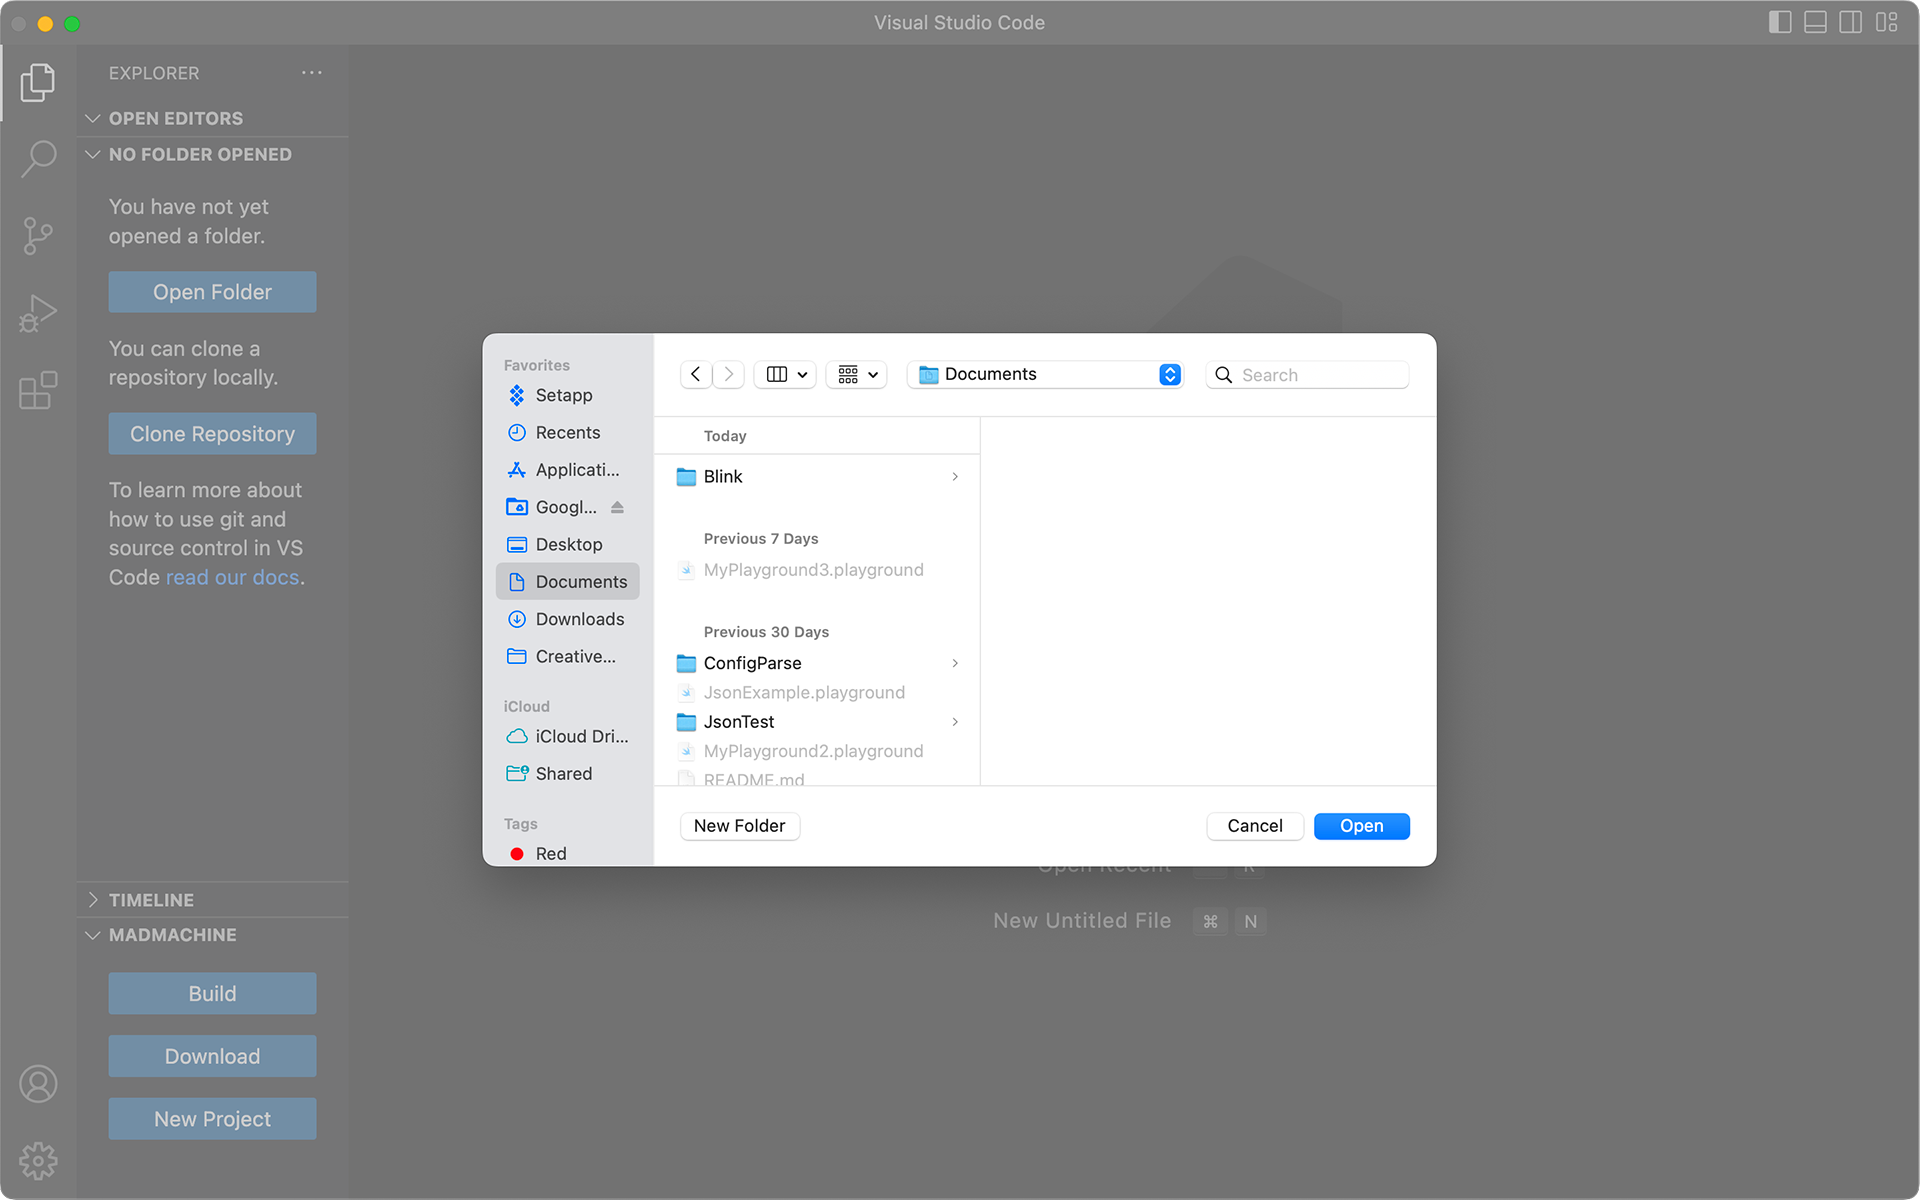 Visual Studio Code
EXPLORER
OPEN EDITORS
NO FOLDER OPENED
You have not yet
opened a folder.
Open Folder
You can clone a
repository locally.
Clone Repository
To learn more about
how to use git and
source control in VS
Code read our docs.
TIMELINE
MADMACHINE
Build
Download
New Project
Favorites
Setapp
Recents
Applicati...
Googl...
Desktop
Documents
Downloads
Creative...
iCloud
iCloud Dri...
Shared
Tags
Red
Documents
Search
Today
Blink
Previous 7 Days
MyPlayground3.playground
Previous 30 Days
ConfigParse
JsonExample.playground
JsonTest
MyPlayground2.playground
README.md
New Folder
Cancel
Open
Open Recent R
New Untitled File ⌘ N